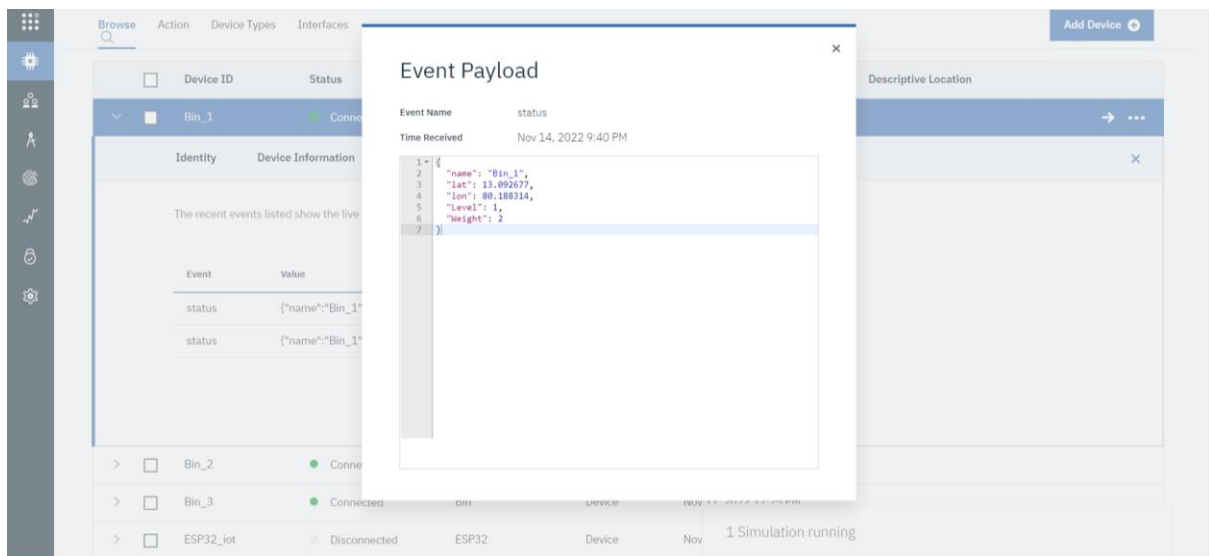 Browse Action Device Types Interfaces Add Device
Device ID Status Descriptive Location
Bin_1
Identity Device Information
The recent events listed show the live
Event Value
status {"name":"Bin_1"
status {"name":"Bin_1"
Bin_2
Bin_3 Connected Device
ESP32_iot Disconnected ESP32 Device Nov
Event Payload
Event Name status
Time Received Nov 14, 2022 9:40 PM
1 {
2 "name": "Bin_1",
3 "lat": 13.092677,
4 "lon": 80.188314,
5 "Level": 1,
6 "Weight": 2
7 }
1 Simulation running